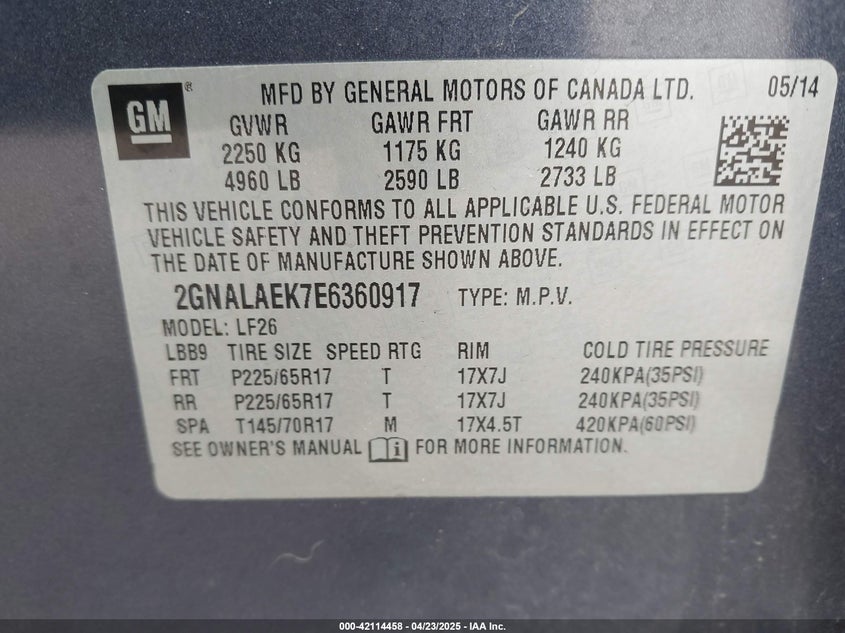 GM ® MFD BY GENERAL MOTORS OF CANADA LTD. 05/14
GVWR GAWR FRT GAWR RR
2250 KG 1175 KG 1240 KG
4960 LB 2590 LB 2733 LB
THIS VEHICLE CONFORMS TO ALL APPLICABLE U.S. FEDERAL MOTOR
VEHICLE SAFETY AND THEFT PREVENTION STANDARDS IN EFFECT ON
THE DATE OF MANUFACTURE SHOWN ABOVE.
2GNALAEK7E6360917 TYPE: M.P.V.
MODEL: LF26
LBB9 TIRE SIZE SPEED RTG RIM COLD TIRE PRESSURE
FRT P225/65R17 T 17X7J 240KPA(35PSI)
RR P225/65R17 T 17X7J 240KPA(35PSI)
SPA T145/70R17 M 17X4.5T 420KPA(60PSI)
SEE OWNER'S MANUAL i FOR MORE INFORMATION.
000-42114458 - 04/23/2025 - IAA Inc.